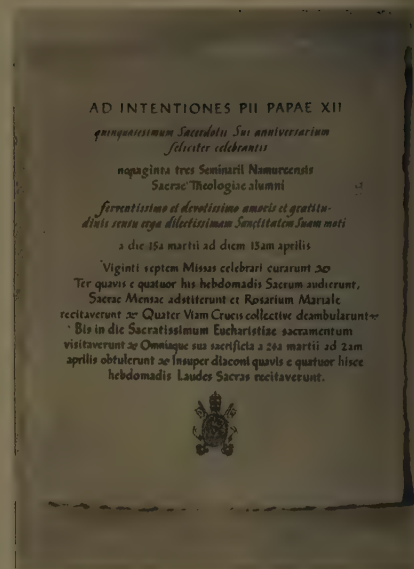 AD INTENTIONES PII PAPAE XII
quinquagesimum Sacerdotii Sui anniversarium
feliciter celebrantis
nonaginta tres Seminarii Namurcensis
Sacrae Theologiae alumni
ferventissimo et devotissimo amoris et gratitu-
dinis sensu erga dilectissimam Sanctitatem Suam moti
a die 15a martii ad diem 13am aprilis
Viginti septem Missas celebrari curarunt
Ter quavis e quatuor his hebdomadis Sacrum audierunt,
Sacrae Mensae adstiterunt et Rosarium Mariale
recitaverunt Quater Viam Crucis collective deambularunt
Bis in die Sacratissimum Eucharistiae sacramentum
visitaverunt Omniaque sua sacrificia a martii ad 2am
aprilis obtulerunt Insuper diaconi quavis e quatuor hisce
hebdomadis Laudes Sacras recitaverunt.